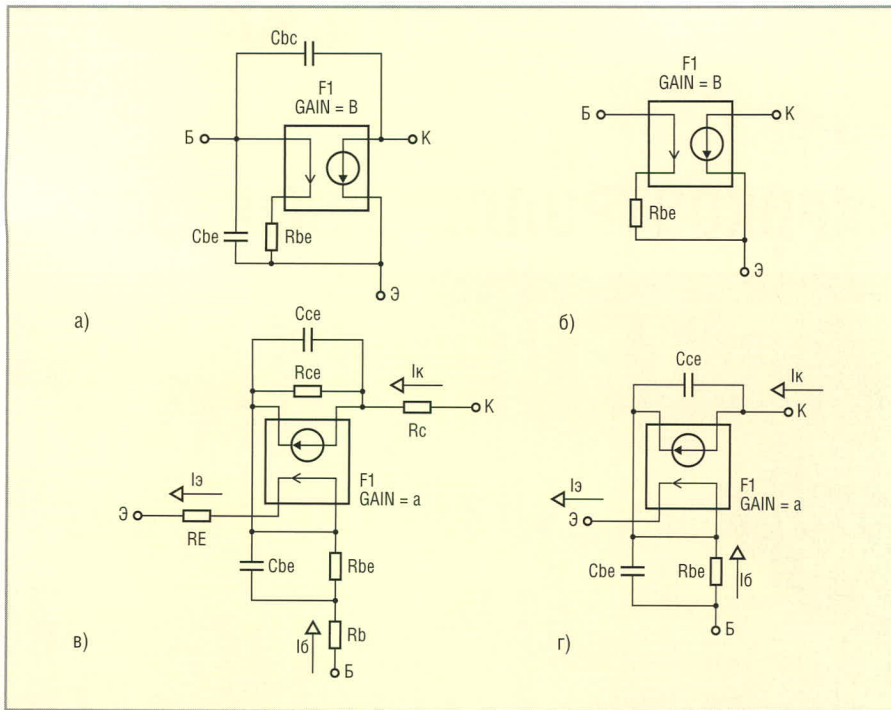 Cbc
F1
GAIN = B
Б
К
Cbe
Rbe
Э
а)
F1
GAIN = B
Б
К
Rbe
Э
б)
Cce
Rce
Iк
К
Rc
F1
GAIN = a
Iэ
Э
RE
Cbe
Rbe
Iб
Rb
Б
в)
Cce
Iк
К
F1
GAIN = a
Iэ
Э
Cbe
Rbe
Iб
Б
г)